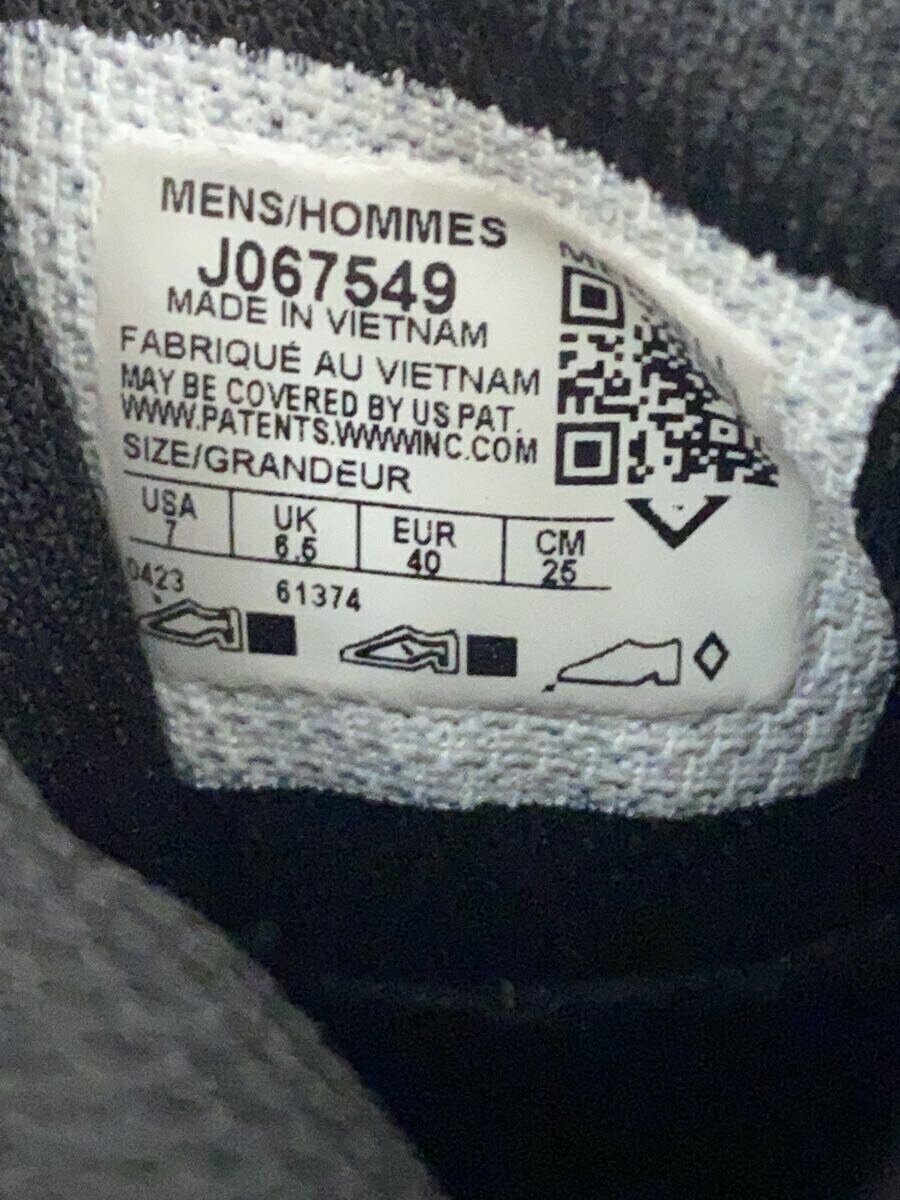 MENS/HOMMES
J067549
MADE IN VIETNAM
FABRIQUÉ AU VIETNAM
MAY BE COVERED BY US PAT.
WWW.PATENTS.WWWINC.COM
SIZE/GRANDEUR
USA UK EUR CM
7 6.5 40 25
0423 61374